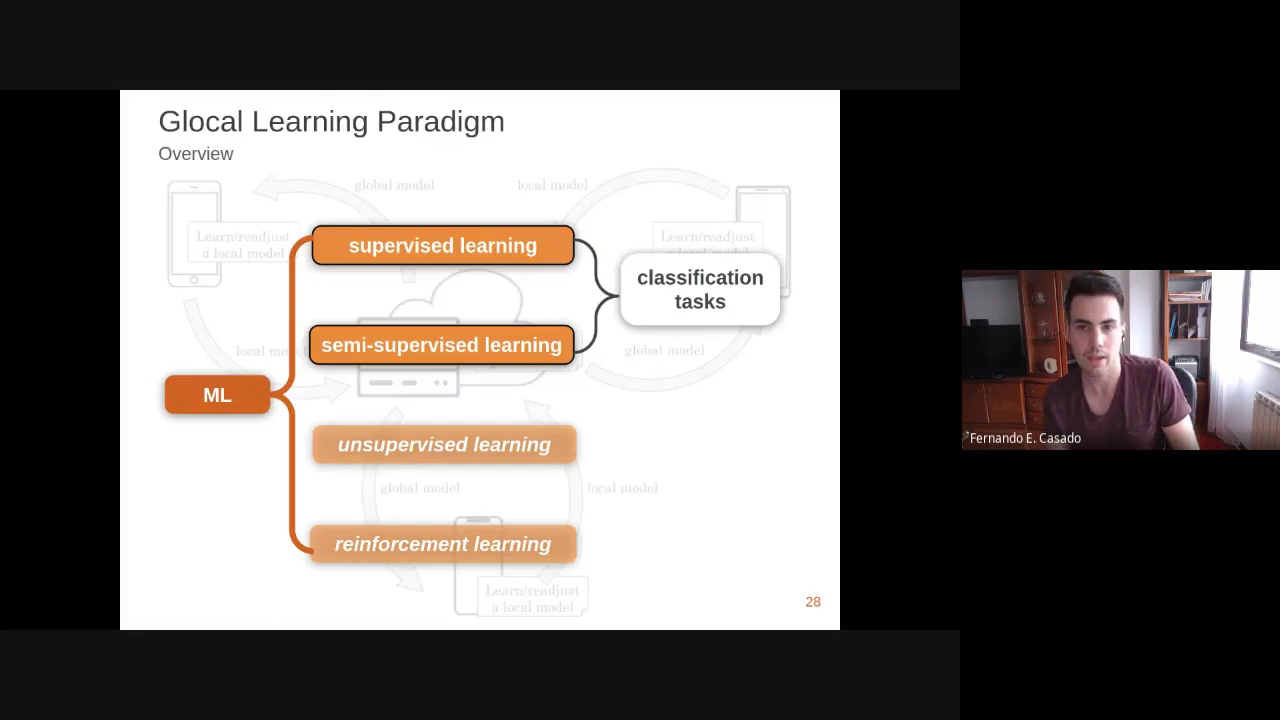 Glocal Learning Paradigm
Overview
global model
local model
Learn/readjust
a local model
Learn/readjust
supervised learning
classification
tasks
semi-supervised learning
global model
ML
unsupervised learning
global model
local model
reinforcement learning
Learn/readjust
a local model
28
Fernando E. Casado